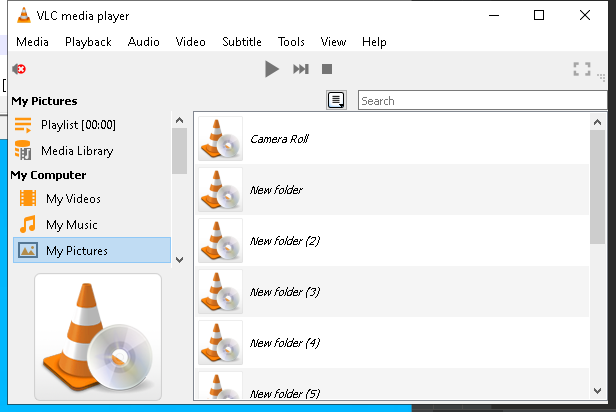 VLC media player
Media Playback Audio Video Subtitle Tools View Help
My Pictures
Search
Playlist [00:00]
Media Library
My Computer
My Videos
My Music
My Pictures
Camera Roll
New folder
New folder (2)
New folder (3)
New folder (4)
New folder (5)